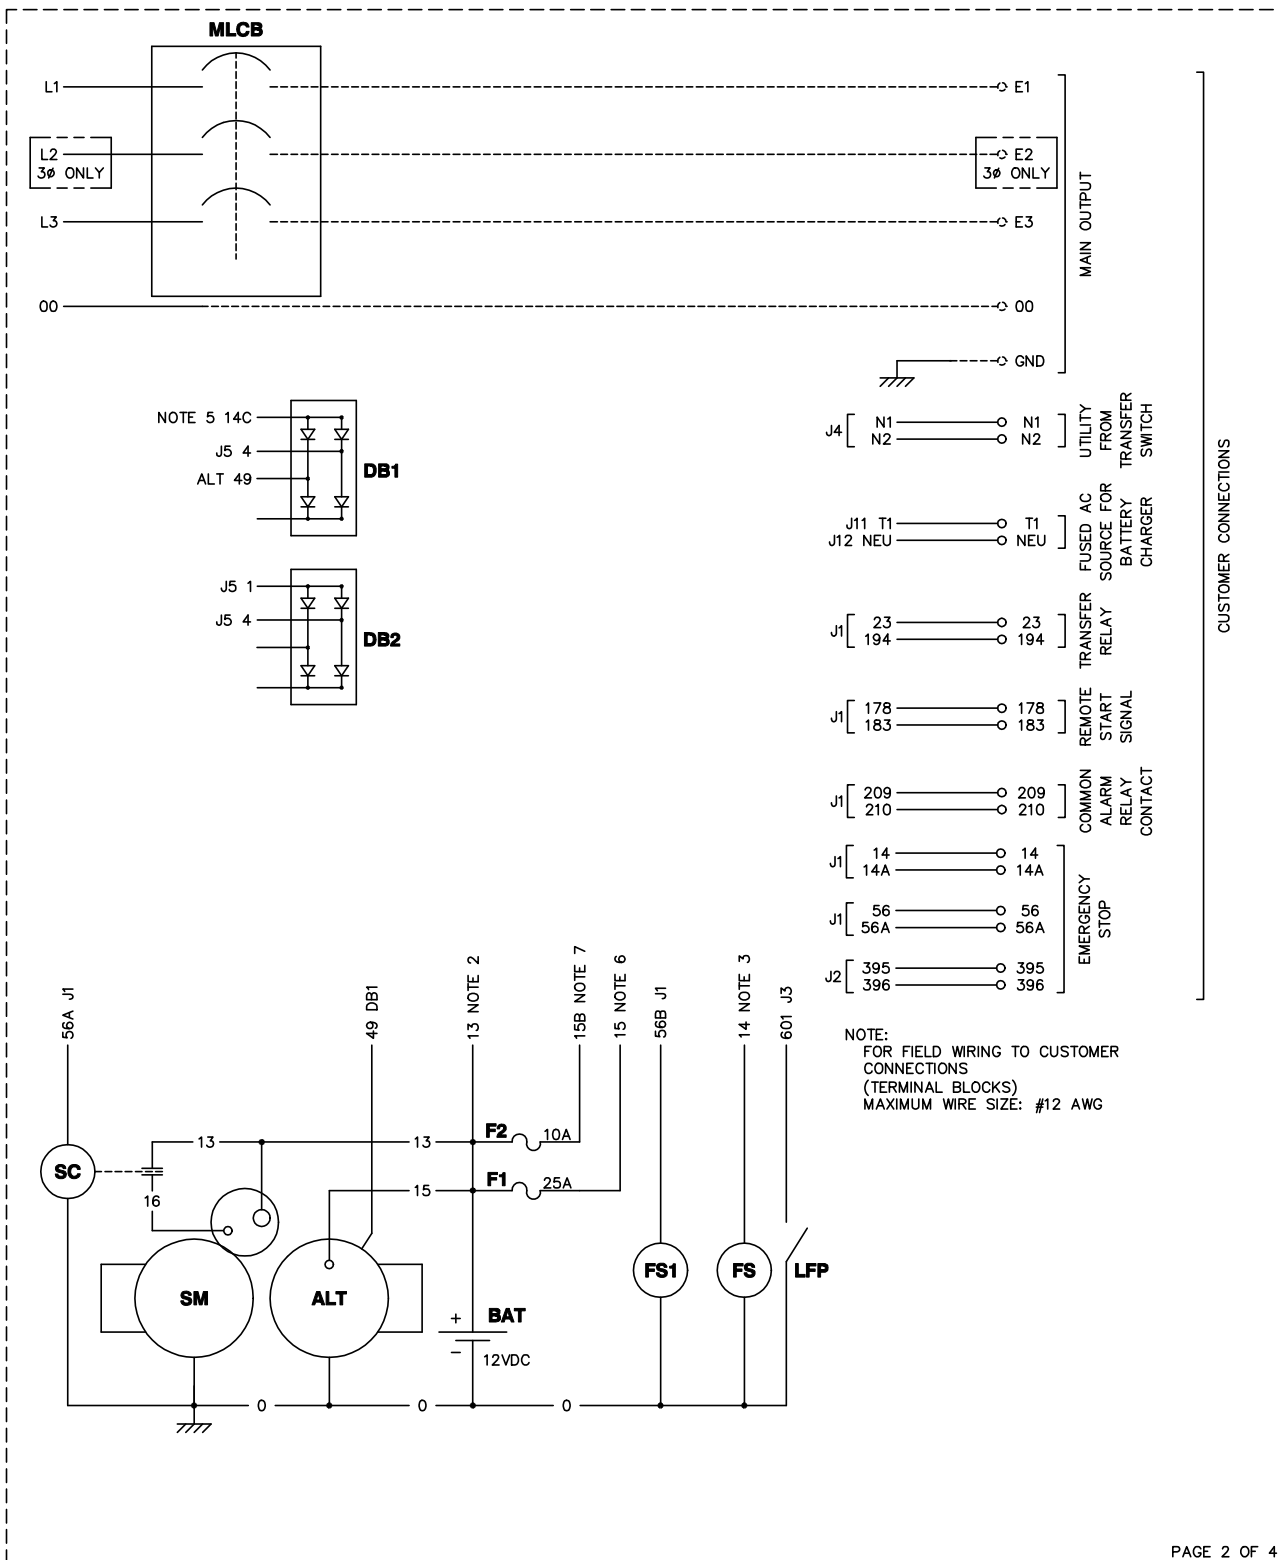 MLCB
L1
E1
L2
3ø ONLY
E2
3ø ONLY
L3
E3
00
00
GND
MAIN OUTPUT
NOTE 5 14C
J5 4
ALT 49
DB1
J5 1
J5 4
DB2
J4
N1
N2
N1
N2
UTILITY
FROM
TRANSFER
SWITCH
J11 T1
J12 NEU
T1
NEU
FUSED AC
SOURCE FOR
BATTERY
CHARGER
J1
23
194
23
194
TRANSFER
RELAY
J1
178
183
178
183
REMOTE
START
SIGNAL
J1
209
210
209
210
COMMON
ALARM
RELAY
CONTACT
J1
14
14A
14
14A
J1
56
56A
56
56A
J2
395
396
395
396
EMERGENCY
STOP
CUSTOMER CONNECTIONS
NOTE:
FOR FIELD WIRING TO CUSTOMER
CONNECTIONS
(TERMINAL BLOCKS)
MAXIMUM WIRE SIZE: #12 AWG
56A J1
49 DB1
13 NOTE 2
15B NOTE 7
15 NOTE 6
56B J1
14 NOTE 3
601 J3
13
13
F2
10A
SC
16
15
F1
25A
SM
ALT
+
BAT
−
12VDC
FS1
FS
LFP
0
0
0
PAGE 2 OF 4